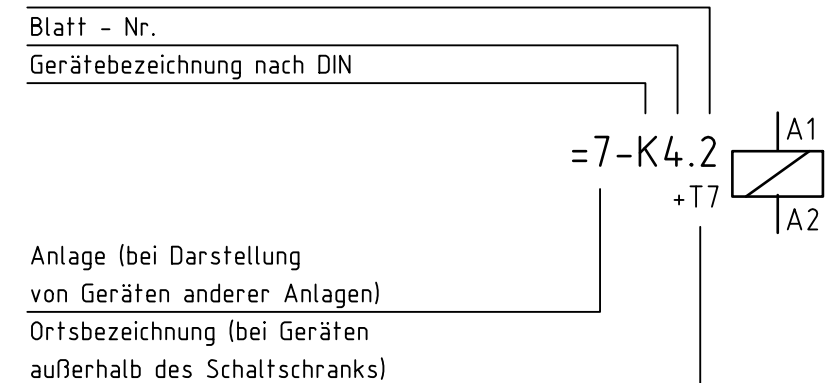 Blatt - Nr.
Gerätebezeichnung nach DIN
=7-K4.2
+T7
A1
A2
Anlage (bei Darstellung
von Geräten anderer Anlagen)
Ortsbezeichnung (bei Geräten
außerhalb des Schaltschranks)